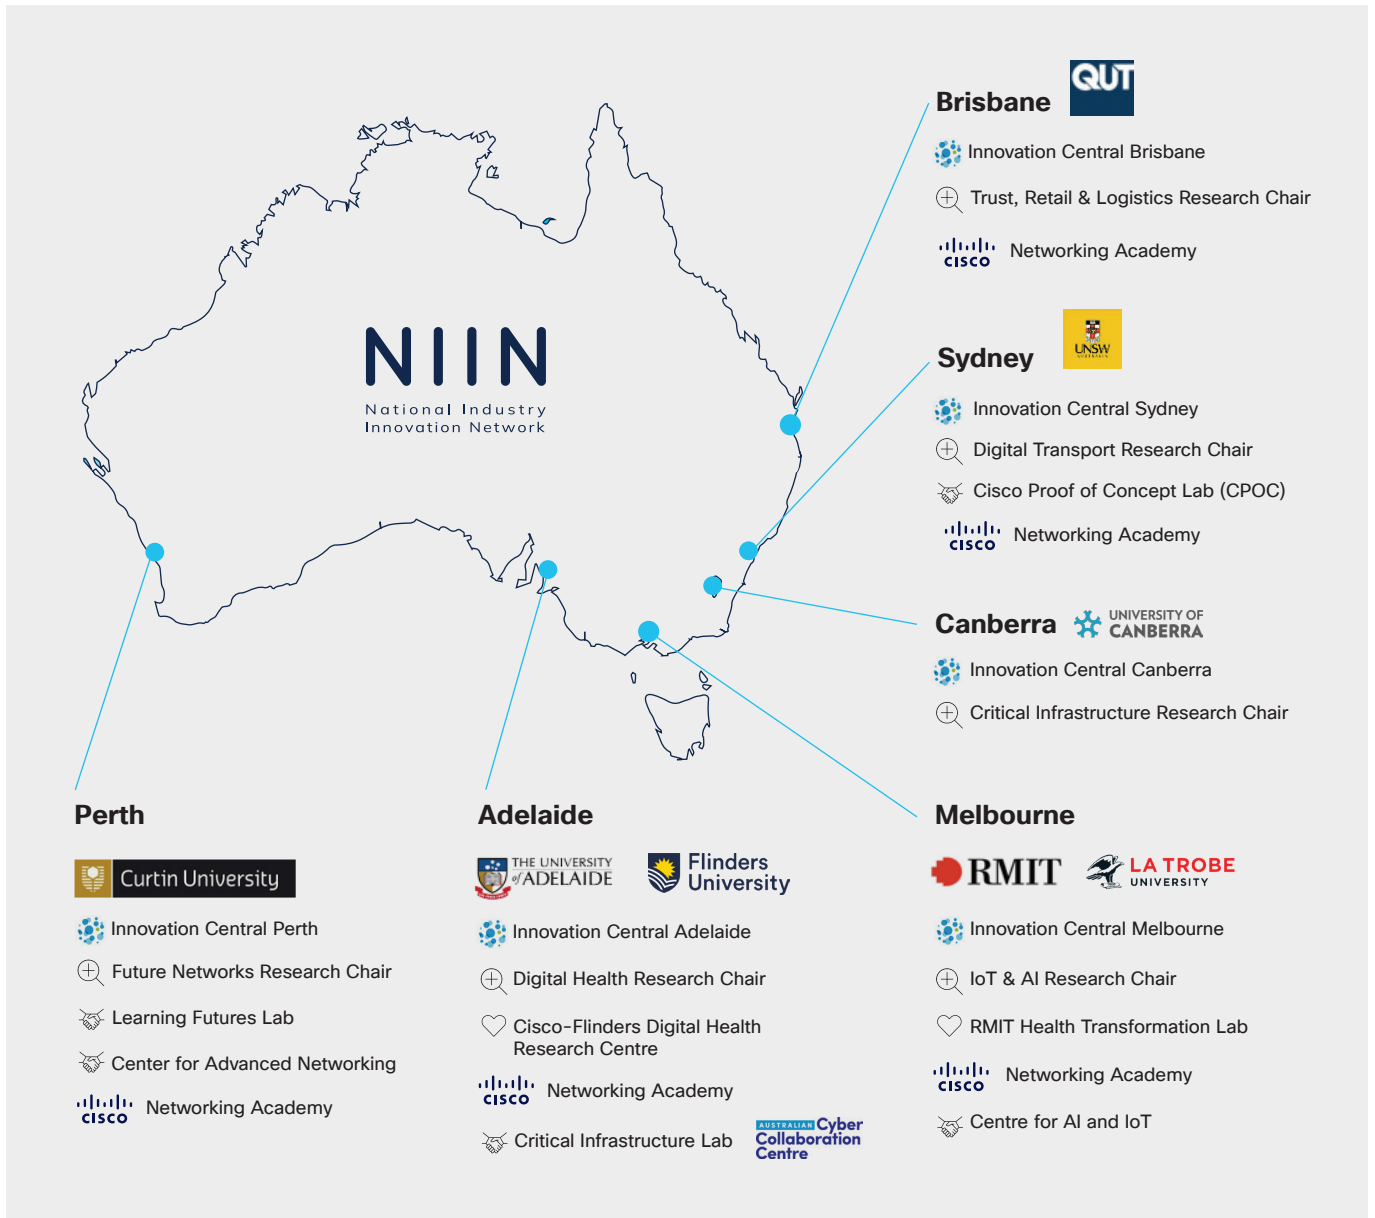 NIIN
National Industry
Innovation Network
Brisbane
QUT
Innovation Central Brisbane
Trust, Retail & Logistics Research Chair
CISCO
Networking Academy
Sydney
UNSW
AUSTRALIA
Innovation Central Sydney
Digital Transport Research Chair
Cisco Proof of Concept Lab (CPOC)
CISCO
Networking Academy
Canberra
UNIVERSITY OF
CANBERRA
Innovation Central Canberra
Critical Infrastructure Research Chair
Perth
Curtin University
Innovation Central Perth
Future Networks Research Chair
Learning Futures Lab
Center for Advanced Networking
CISCO
Networking Academy
Adelaide
THE UNIVERSITY
of ADELAIDE
Flinders
University
Innovation Central Adelaide
Digital Health Research Chair
Cisco-Flinders Digital Health
Research Centre
CISCO
Networking Academy
Critical Infrastructure Lab
AUSTRALIAN Cyber
Collaboration
Centre
Melbourne
RMIT
LA TROBE
UNIVERSITY
Innovation Central Melbourne
IoT & AI Research Chair
RMIT Health Transformation Lab
CISCO
Networking Academy
Centre for AI and IoT